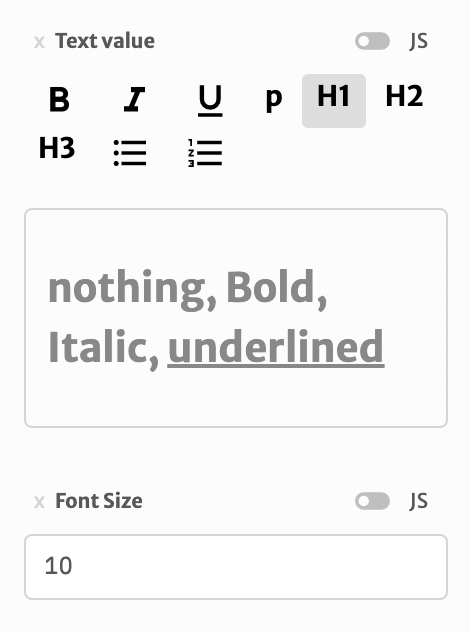 x Text value JS
B I U p H1 H2
H3
nothing, Bold,
Italic, underlined
x Font Size JS
10